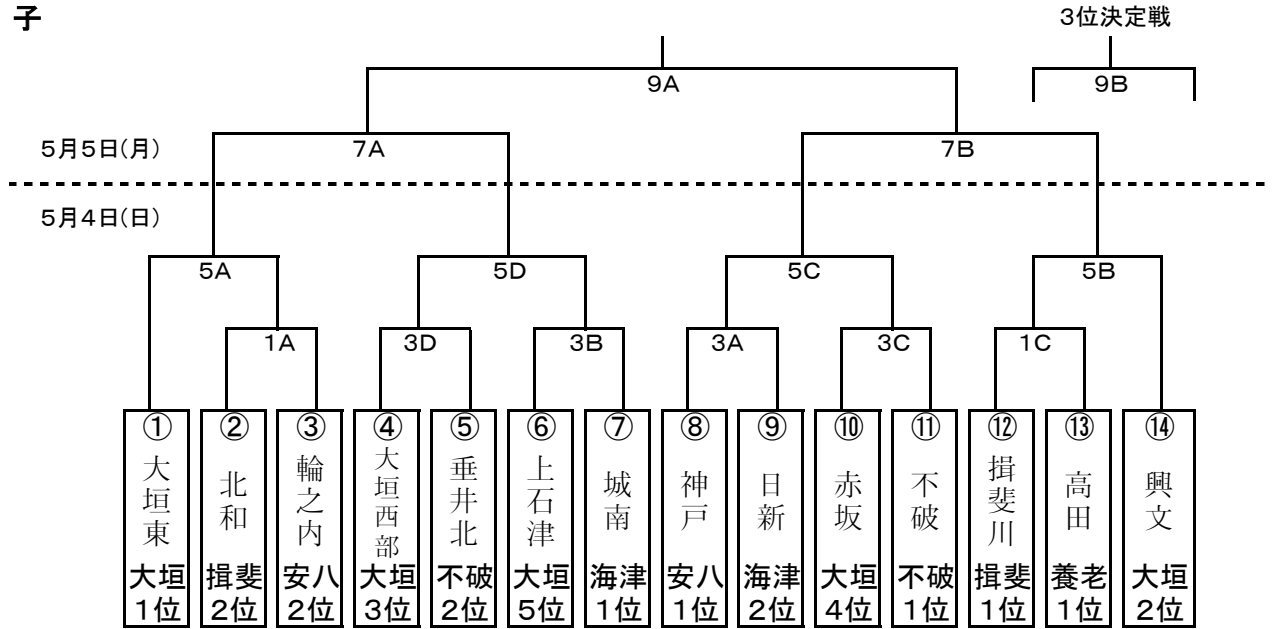 子
3位決定戦
9A
9B
5月5日(月)
7A
7B
5月4日(日)
5A
5D
5C
5B
1A
3D
3B
3A
3C
1C
① 大垣東 大垣 1位
② 北和 揖斐 2位
③ 輪之内 安八 2位
④ 大垣西部 大垣 3位
⑤ 垂井北 不破 2位
⑥ 上石津 大垣 5位
⑦ 城南 海津 1位
⑧ 神戸 安八 1位
⑨ 日新 海津 2位
⑩ 赤坂 大垣 4位
⑪ 不破 不破 1位
⑫ 揖斐川 揖斐 1位
⑬ 高田 養老 1位
⑭ 興文 大垣 2位